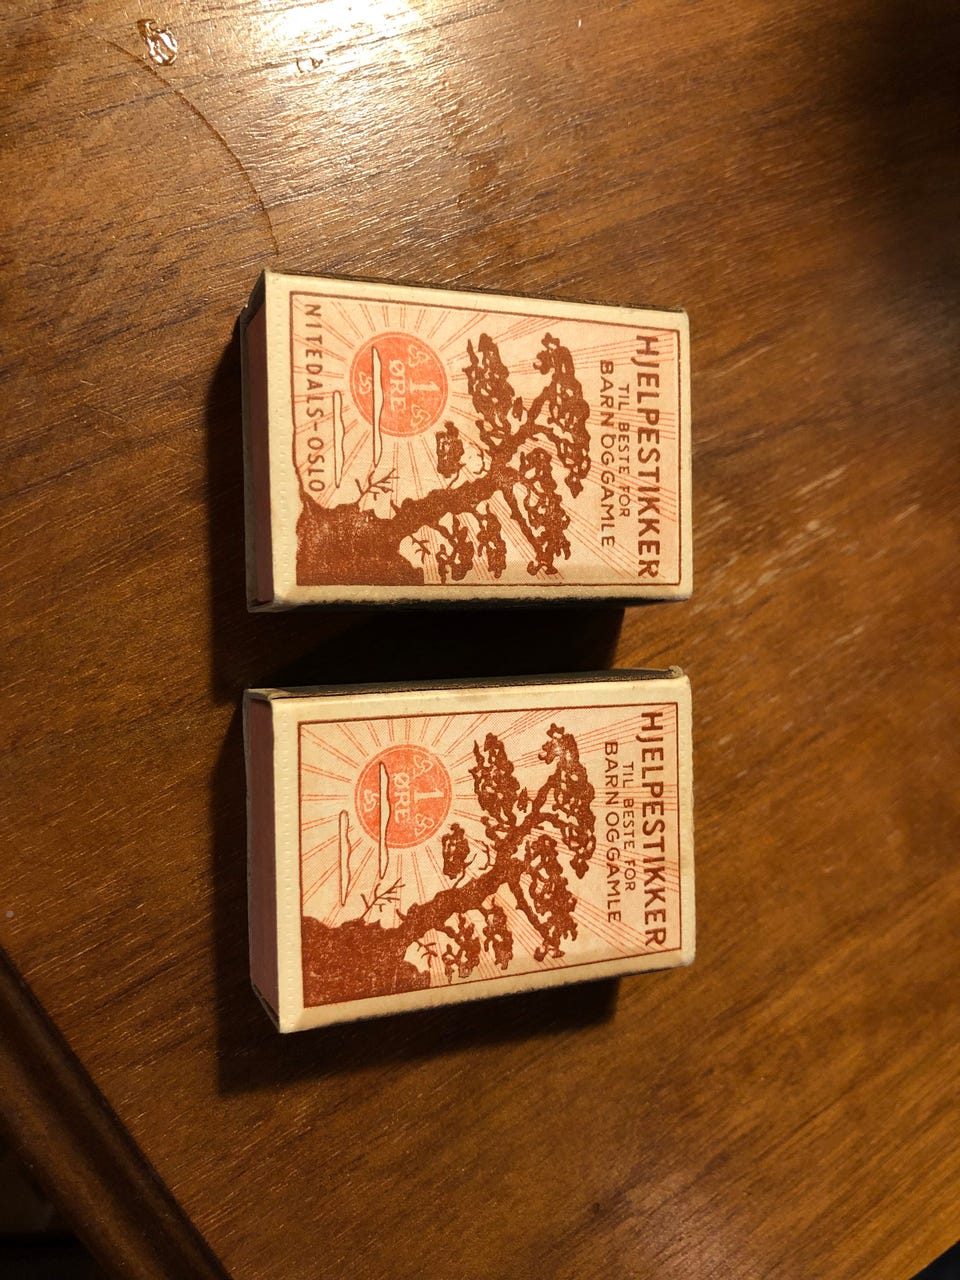 HJELPESTIKKER
TIL BESTE FOR
BARN OG GAMLE
1
ØRE
NITEDALS-OSLO
HJELPESTIKKER
TIL BESTE FOR
BARN OG GAMLE
1
ØRE